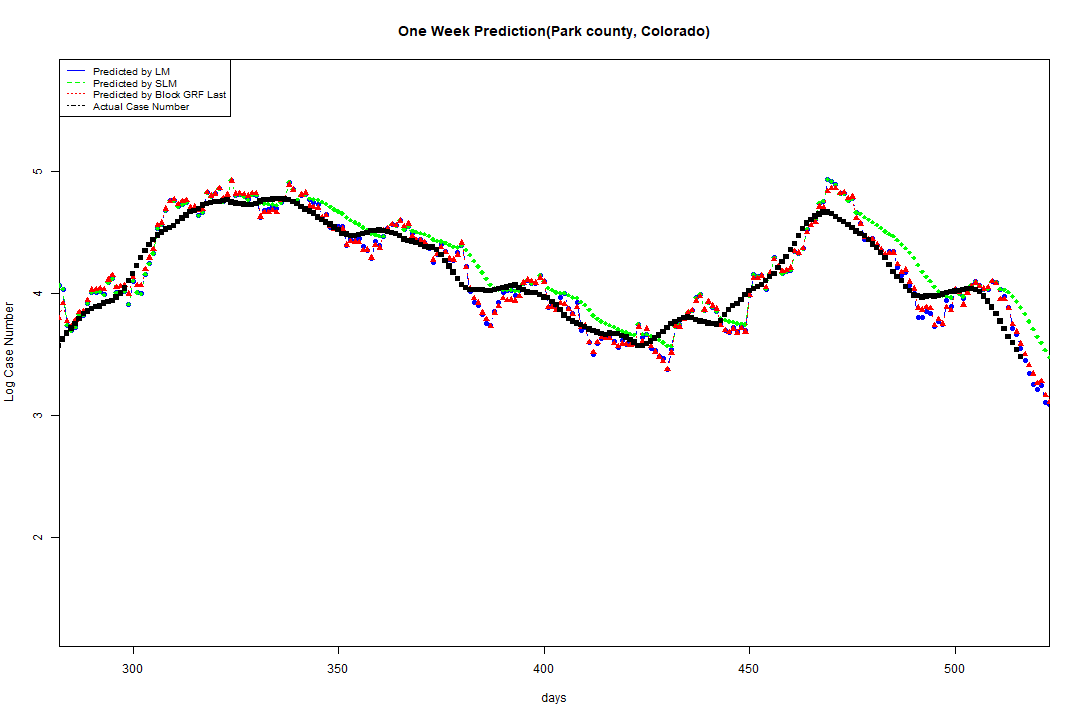 One Week Prediction(Park county, Colorado)
Predicted by LM
Predicted by SLM
Predicted by Block GRF Last
Actual Case Number
5
4
3
2
Log Case Number
300 350 400 450 500
days